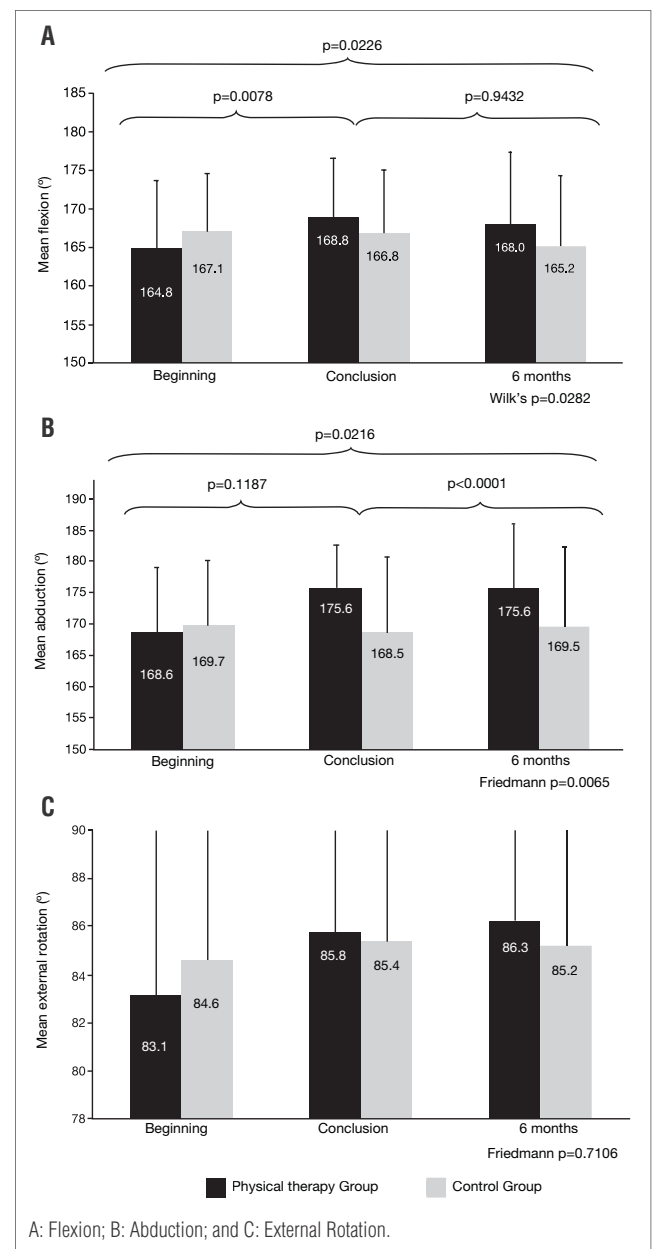 A
p=0.0226
p=0.0078 p=0.9432
Mean flexion (º)
185
180
175
170
165
160
155
150
164.8 167.1 168.8 166.8 168.0 165.2
Beginning Conclusion 6 months
Wilk's p=0.0282
B
p=0.0216
p=0.1187 p<0.0001
Mean abduction (º)
190
185
180
175
170
165
160
155
150
168.6 169.7 175.6 168.5 175.6 169.5
Beginning Conclusion 6 months
Friedmann p=0.0065
C
Mean external rotation (º)
90
88
86
84
82
80
78
83.1 84.6 85.8 85.4 86.3 85.2
Beginning Conclusion 6 months
Friedmann p=0.7106
Physical therapy Group Control Group
A: Flexion; B: Abduction; and C: External Rotation.